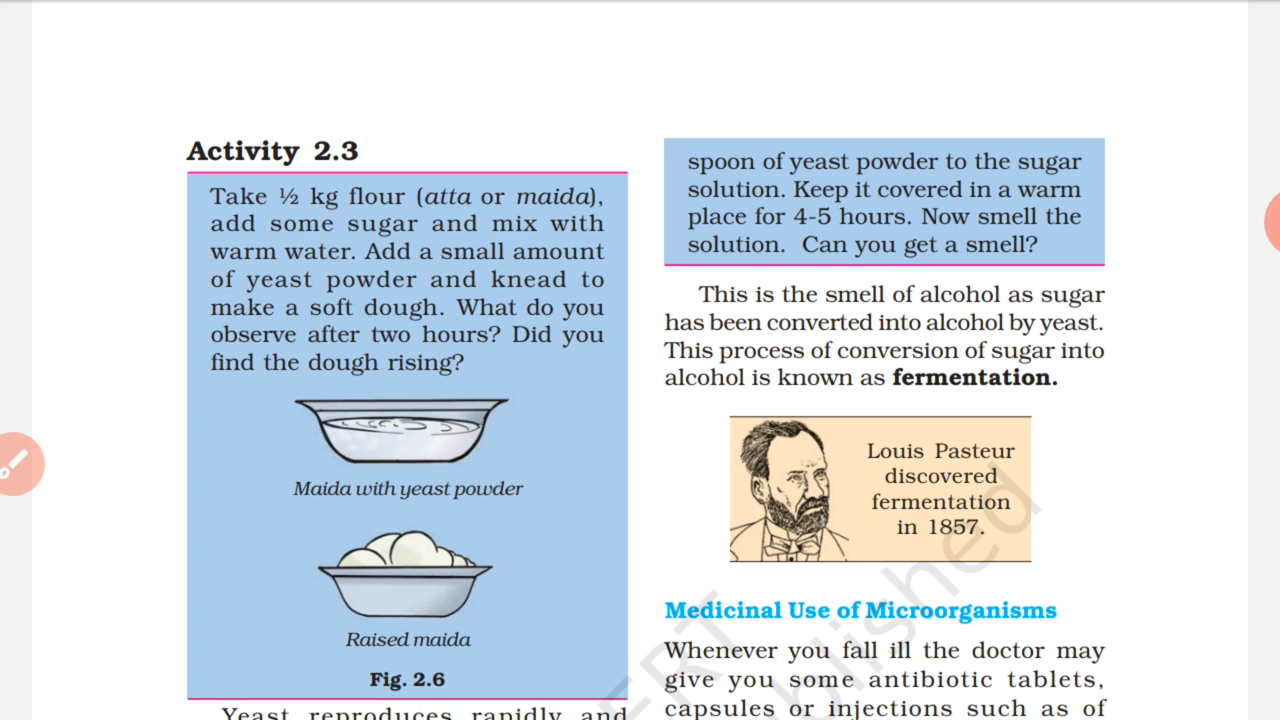 Activity 2.3
Take ½ kg flour (atta or maida),
add some sugar and mix with
warm water. Add a small amount
of yeast powder and knead to
make a soft dough. What do you
observe after two hours? Did you
find the dough rising?
Maida with yeast powder
Raised maida
Fig. 2.6
Yeast reproduces rapidly and
spoon of yeast powder to the sugar
solution. Keep it covered in a warm
place for 4-5 hours. Now smell the
solution. Can you get a smell?
This is the smell of alcohol as sugar
has been converted into alcohol by yeast.
This process of conversion of sugar into
alcohol is known as fermentation.
Louis Pasteur
discovered
fermentation
in 1857.
Medicinal Use of Microorganisms
Whenever you fall ill the doctor may
give you some antibiotic tablets,
capsules or injections such as of